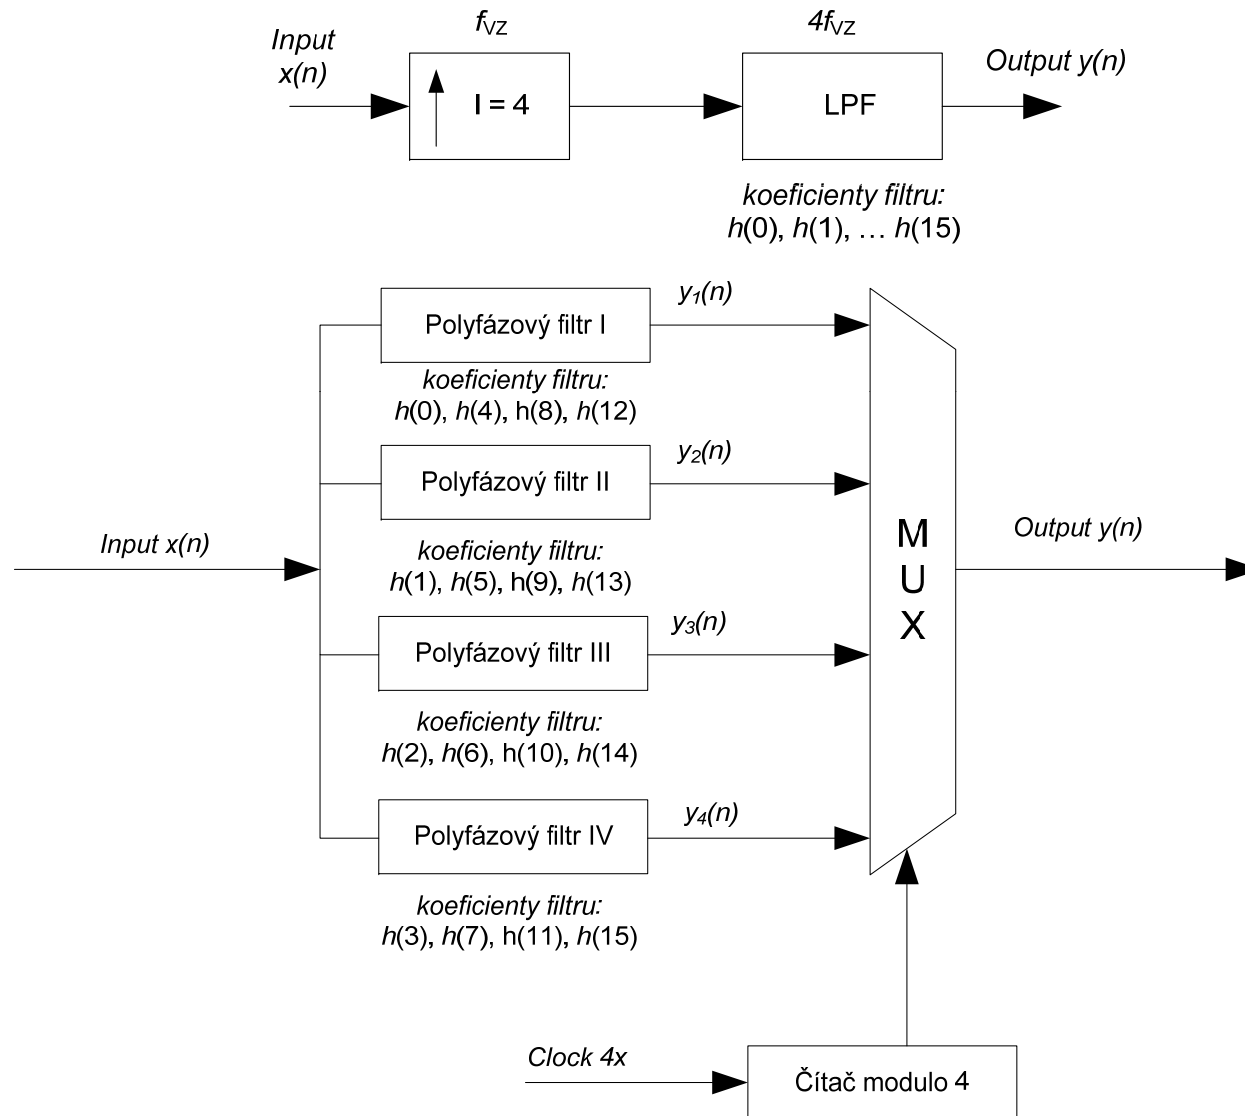 Input
x(n)
fVZ
4fVZ
I = 4
LPF
Output y(n)
koeficienty filtru:
h(0), h(1), … h(15)
Polyfázový filtr I
y1(n)
koeficienty filtru:
h(0), h(4), h(8), h(12)
Polyfázový filtr II
y2(n)
koeficienty filtru:
h(1), h(5), h(9), h(13)
Input x(n)
M
U
X
Output y(n)
Polyfázový filtr III
y3(n)
koeficienty filtru:
h(2), h(6), h(10), h(14)
Polyfázový filtr IV
y4(n)
koeficienty filtru:
h(3), h(7), h(11), h(15)
Clock 4x
Čítač modulo 4